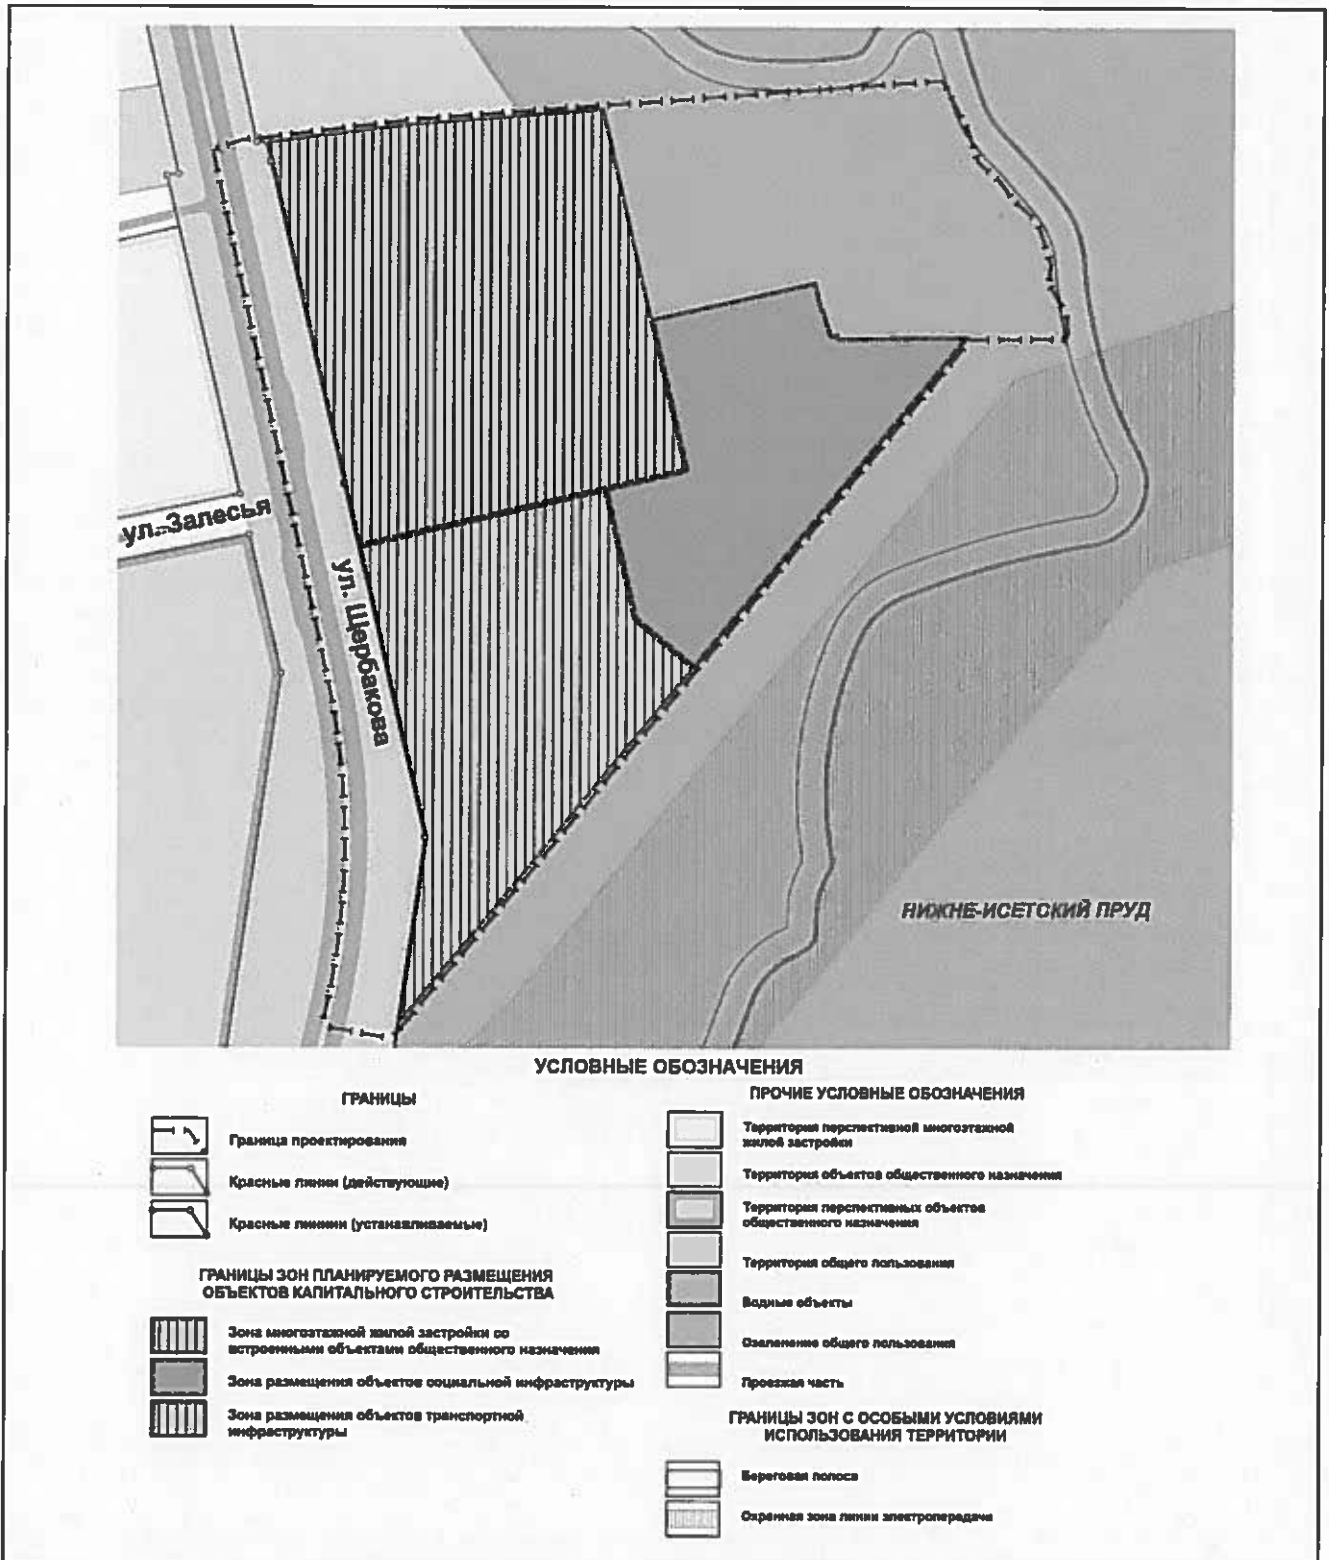 ул. Залесья
ул. Щербакова
НИЖНЕ-ИСЕТСКИЙ ПРУД
УСЛОВНЫЕ ОБОЗНАЧЕНИЯ
ГРАНИЦЫ
Граница проектирования
Красные линии (действующие)
Красные линиии (устанавливаемые)
ГРАНИЦЫ ЗОН ПЛАНИРУЕМОГО РАЗМЕЩЕНИЯ
ОБЪЕКТОВ КАПИТАЛЬНОГО СТРОИТЕЛЬСТВА
Зона многоэтажной жилой застройки со
встроенными объектами общественного назначения
Зона размещения объектов социальной инфраструктуры
Зона размещения объектов транспортной
инфраструктуры
ПРОЧИЕ УСЛОВНЫЕ ОБОЗНАЧЕНИЯ
Территория перспективной многоэтажной
жилой застройки
Территория объектов общественного назначения
Территория перспективных объектов
общественного назначения
Территория общего пользования
Водные объекты
Озеленение общего пользования
Проезжая часть
ГРАНИЦЫ ЗОН С ОСОБЫМИ УСЛОВИЯМИ
ИСПОЛЬЗОВАНИЯ ТЕРРИТОРИИ
Береговая полоса
Охранная зона линии электропередачи